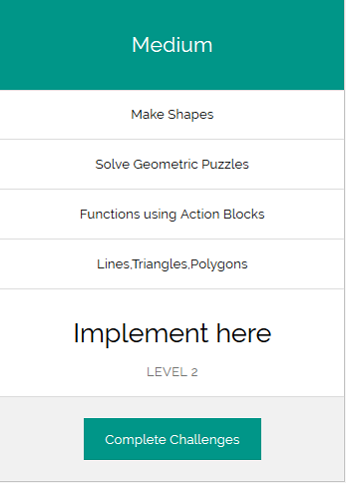 Medium
Make Shapes
Solve Geometric Puzzles
Functions using Action Blocks
Lines,Triangles,Polygons
Implement here
LEVEL 2
Complete Challenges